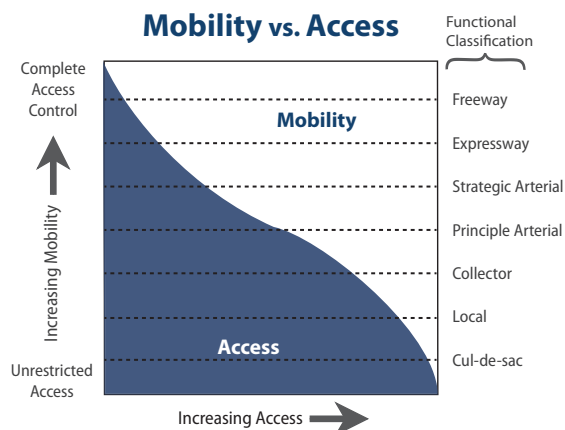 Mobility vs. Access
Functional
Classification
Complete
Access
Control
Freeway
Mobility
Expressway
Strategic Arterial
Increasing Mobility
Principle Arterial
Collector
Local
Access
Cul-de-sac
Unrestricted
Access
Increasing Access